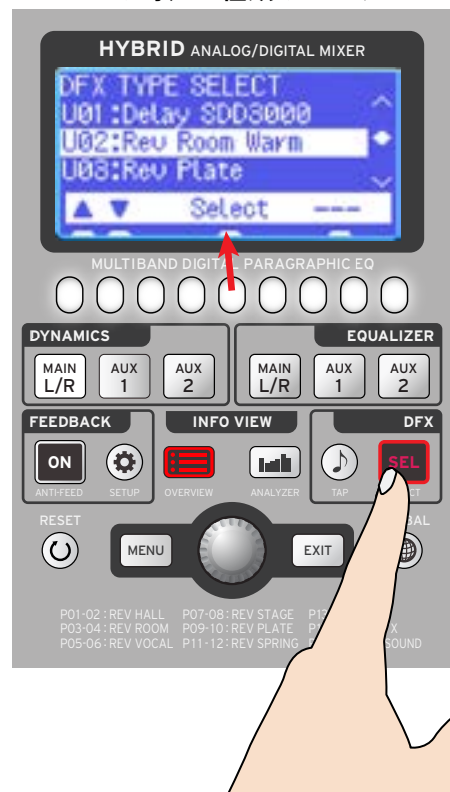 HYBRID ANALOG/DIGITAL MIXER
DFX TYPE SELECT
U01:Delay SDD3000
U02:Rev Room Warm
U03:Rev Plate
▲ ▼ Select ---
MULTIBAND DIGITAL PARAGRAPHIC EQ
DYNAMICS
EQUALIZER
MAIN L/R
AUX 1
AUX 2
MAIN L/R
AUX 1
AUX 2
FEEDBACK
INFO VIEW
DFX
ON
SEL
ANTI-FEED
SETUP
OVERVIEW
ANALYZER
TAP
RESET
MENU
EXIT
P01-02 : REV HALL P07-08 : REV STAGE
P03-04 : REV ROOM P09-10 : REV PLATE
P05-06 : REV VOCAL P11-12 : REV SPRING